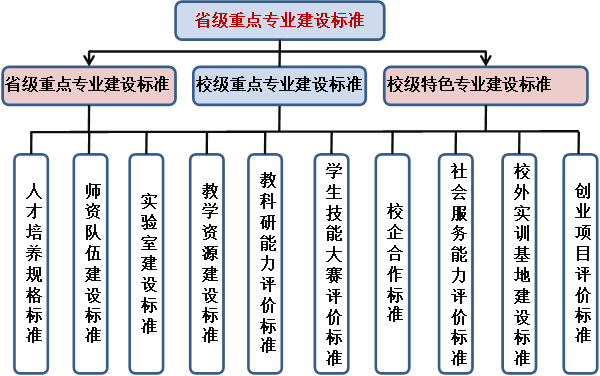 省级重点专业建设标准
省级重点专业建设标准
校级重点专业建设标准
校级特色专业建设标准
人才培养规格标准
师资队伍建设标准
实验室建设标准
教学资源建设标准
教科研能力评价标准
学生技能大赛评价标准
校企合作标准
社会服务能力评价标准
校外实训基地建设标准
创业项目评价标准